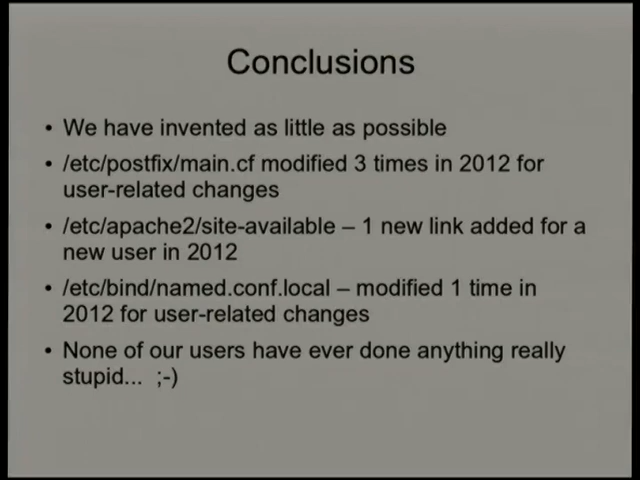 Conclusions
• We have invented as little as possible
• /etc/postfix/main.cf modified 3 times in 2012 for
user-related changes
• /etc/apache2/site-available – 1 new link added for a
new user in 2012
• /etc/bind/named.conf.local – modified 1 time in
2012 for user-related changes
• None of our users have ever done anything really
stupid... ;-)